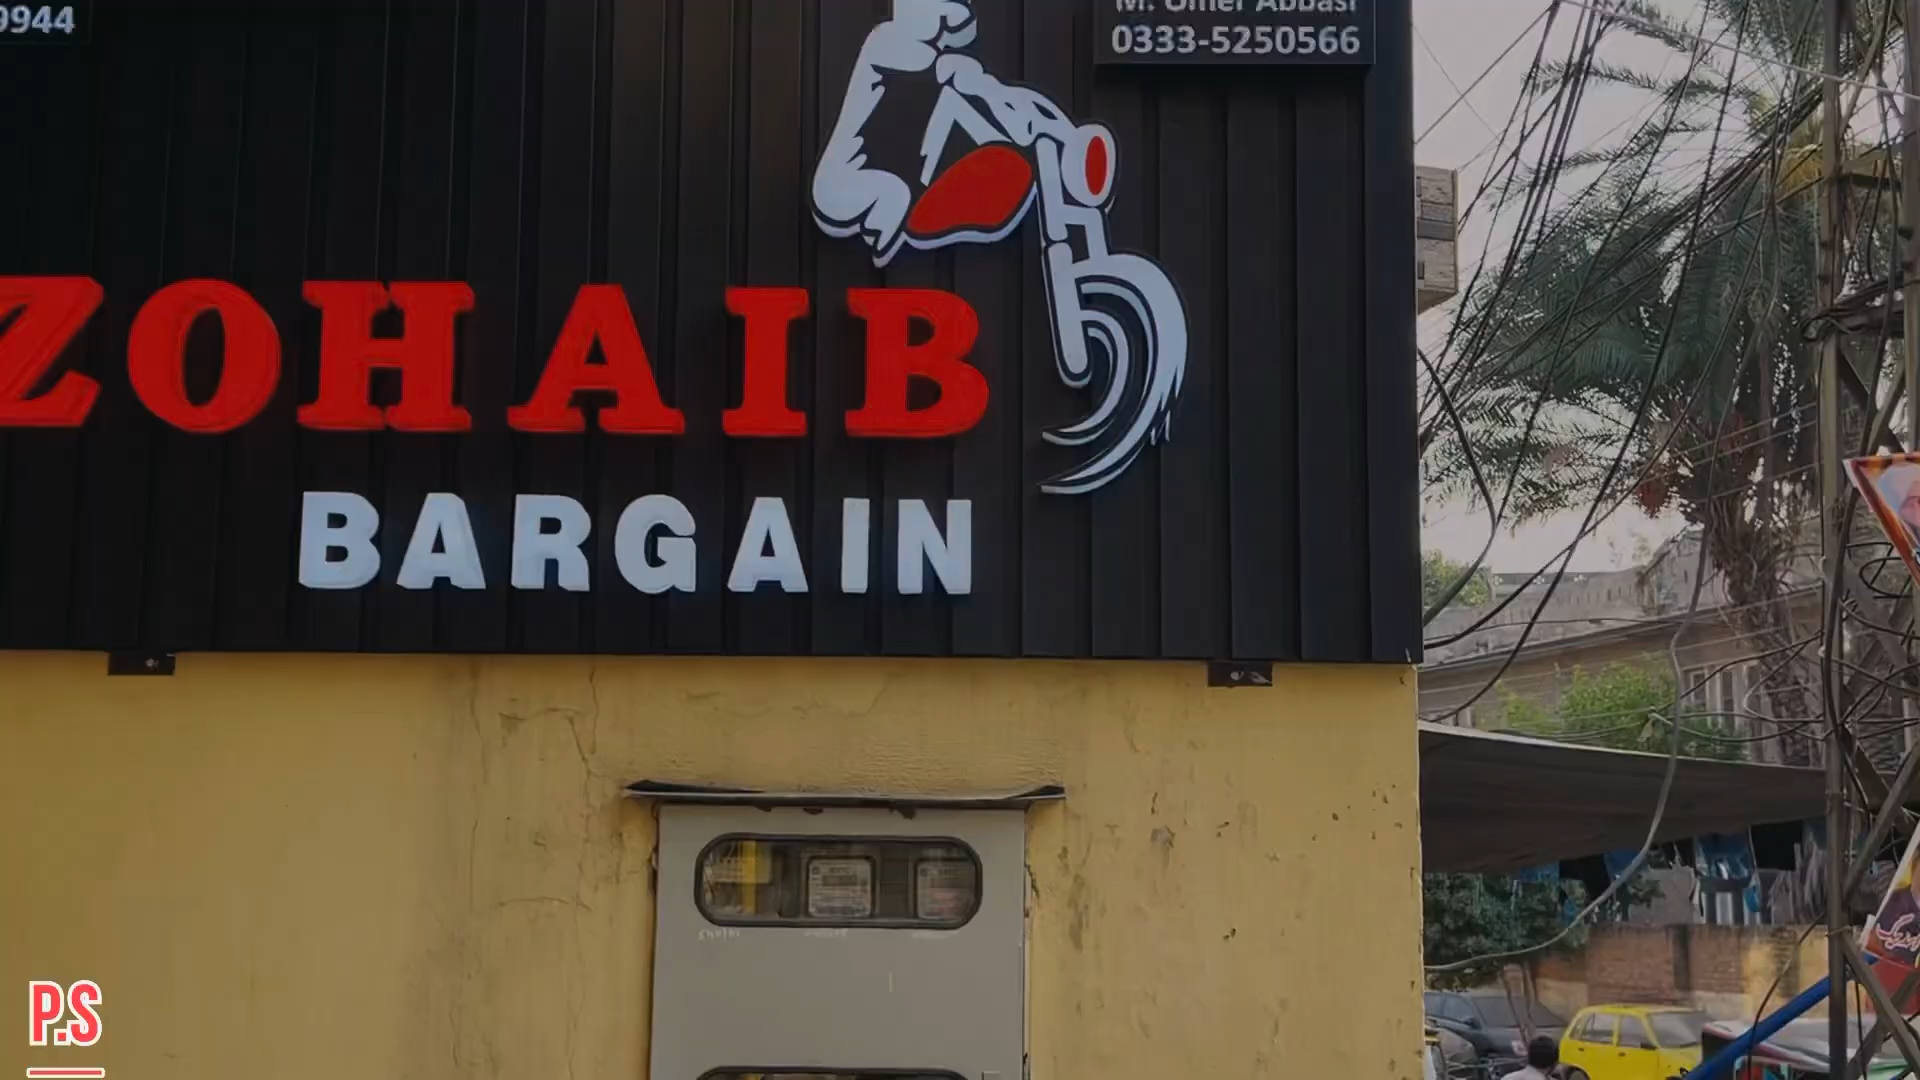 9944
M. Umer Abbasi
0333-5250566
ZOHAIB
BARGAIN
P.S